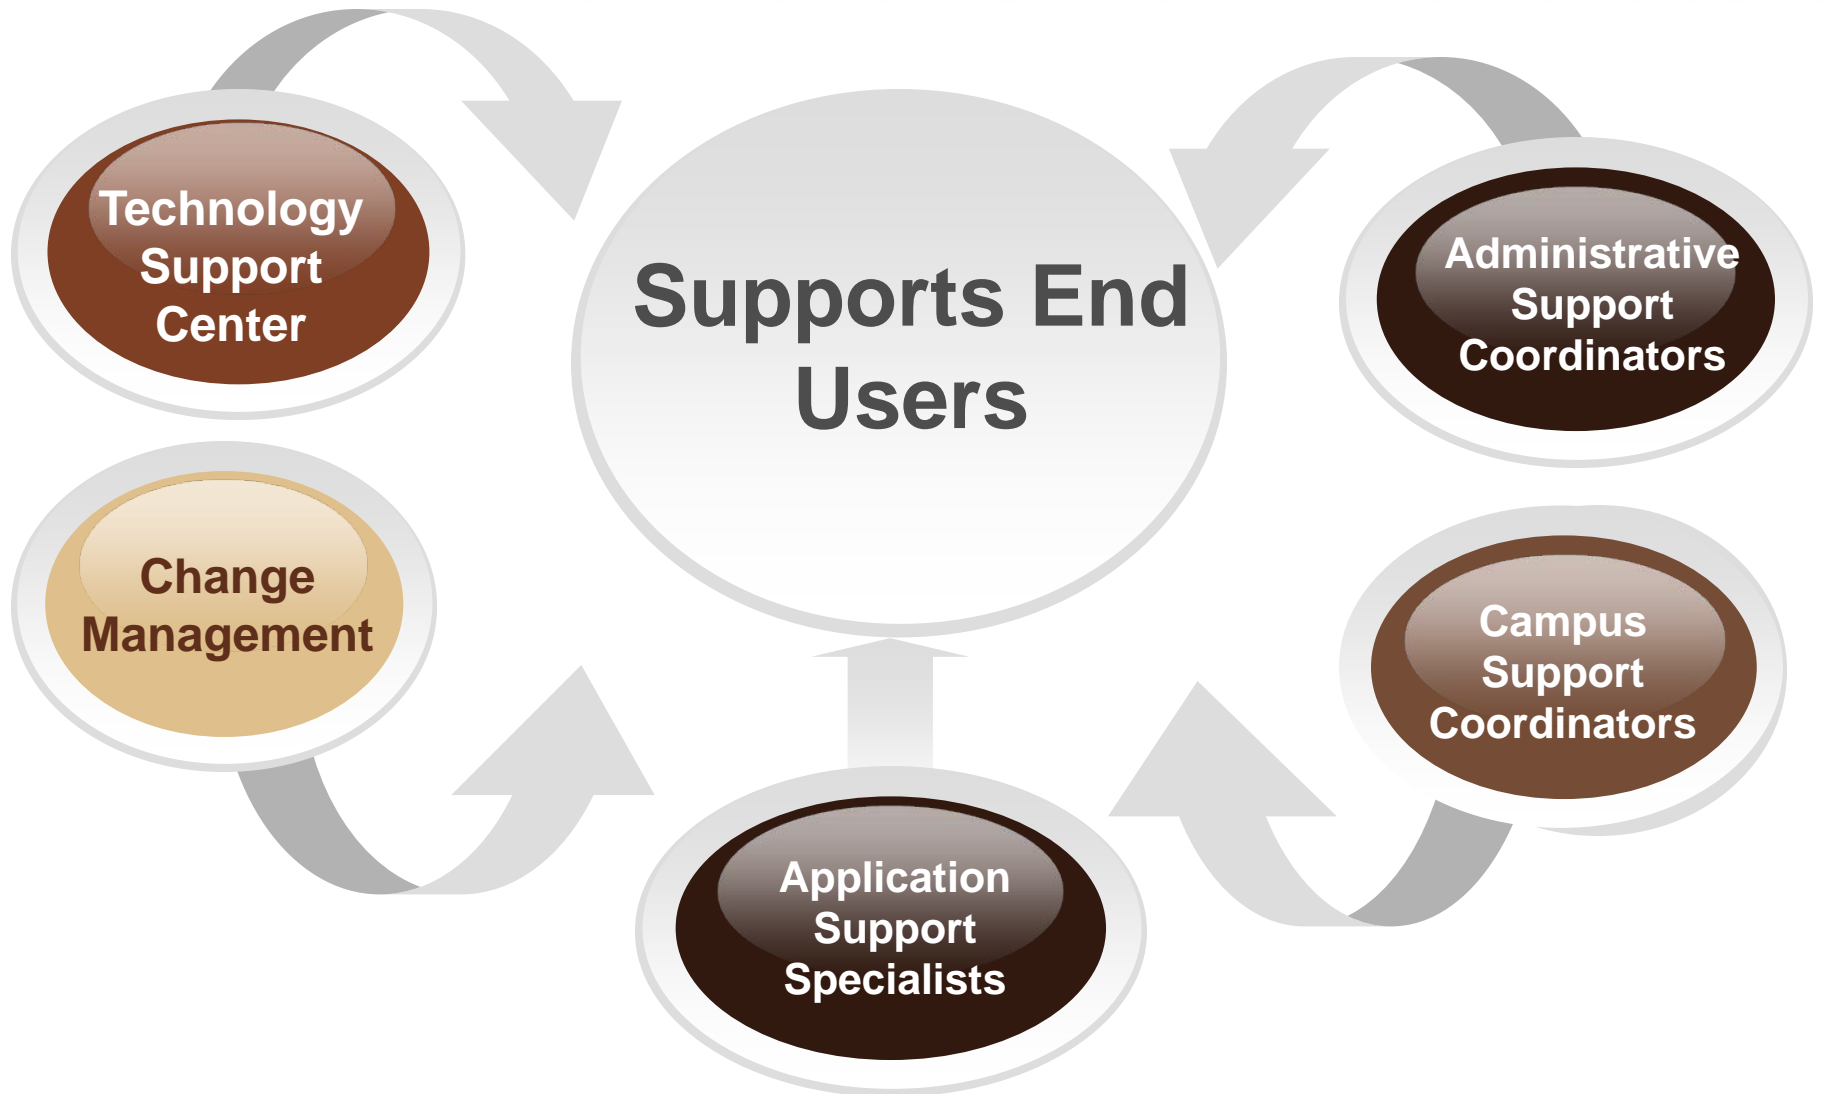 Technology
Support
Center
Supports End
Users
Administrative
Support
Coordinators
Change
Management
Campus
Support
Coordinators
Application
Support
Specialists